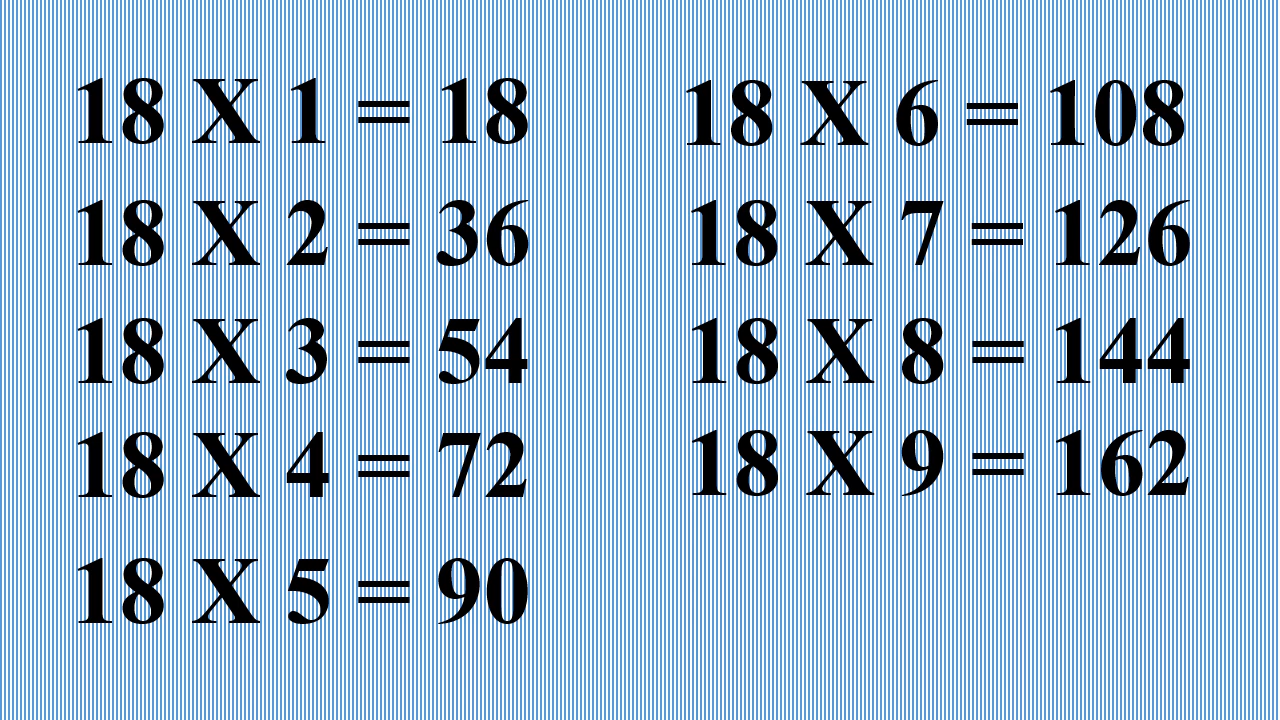 18 X 1 = 18
18 X 2 = 36
18 X 3 = 54
18 X 4 = 72
18 X 5 = 90
18 X 6 = 108
18 X 7 = 126
18 X 8 = 144
18 X 9 = 162